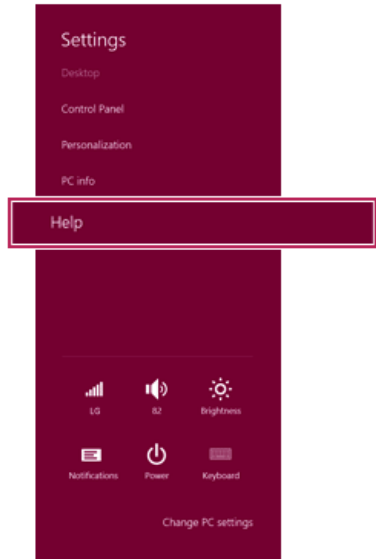 Settings
Desktop
Control Panel
Personalization
PC info
Help
LG 82 Brightness
Notifications Power Keyboard
Change PC settings